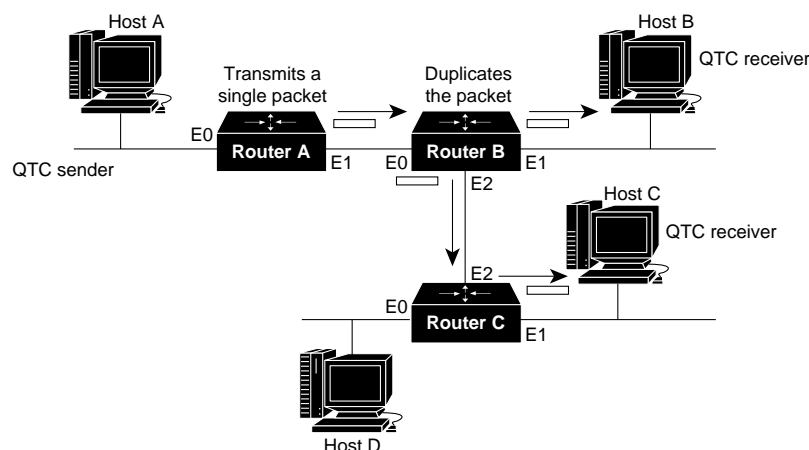 Host A
Host B
QTC receiver
Transmits a
single packet
Duplicates
the packet
E0
Router A
E1
E0
Router B
E1
QTC sender
E2
Host C
QTC receiver
E2
E0
Router C
E1
Host D